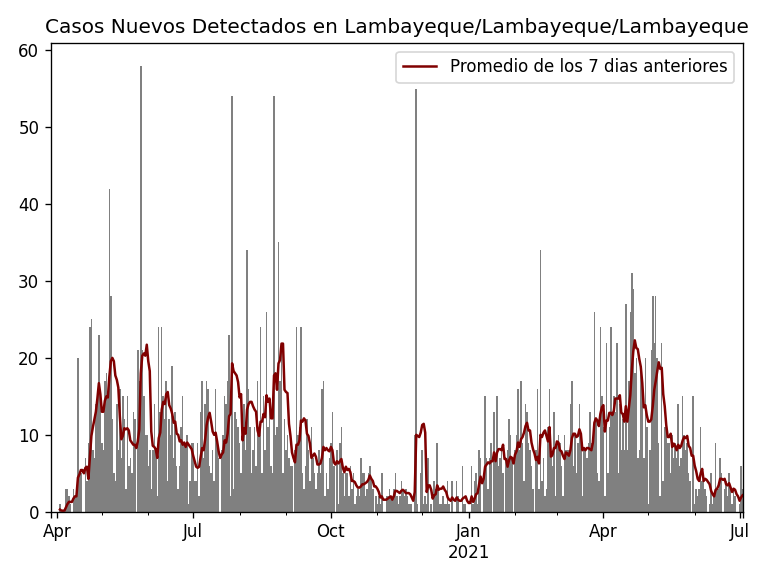 Casos Nuevos Detectados en Lambayeque/Lambayeque/Lambayeque
Promedio de los 7 dias anteriores
60
50
40
30
20
10
0
Apr Jul Oct Jan Apr Jul
2021